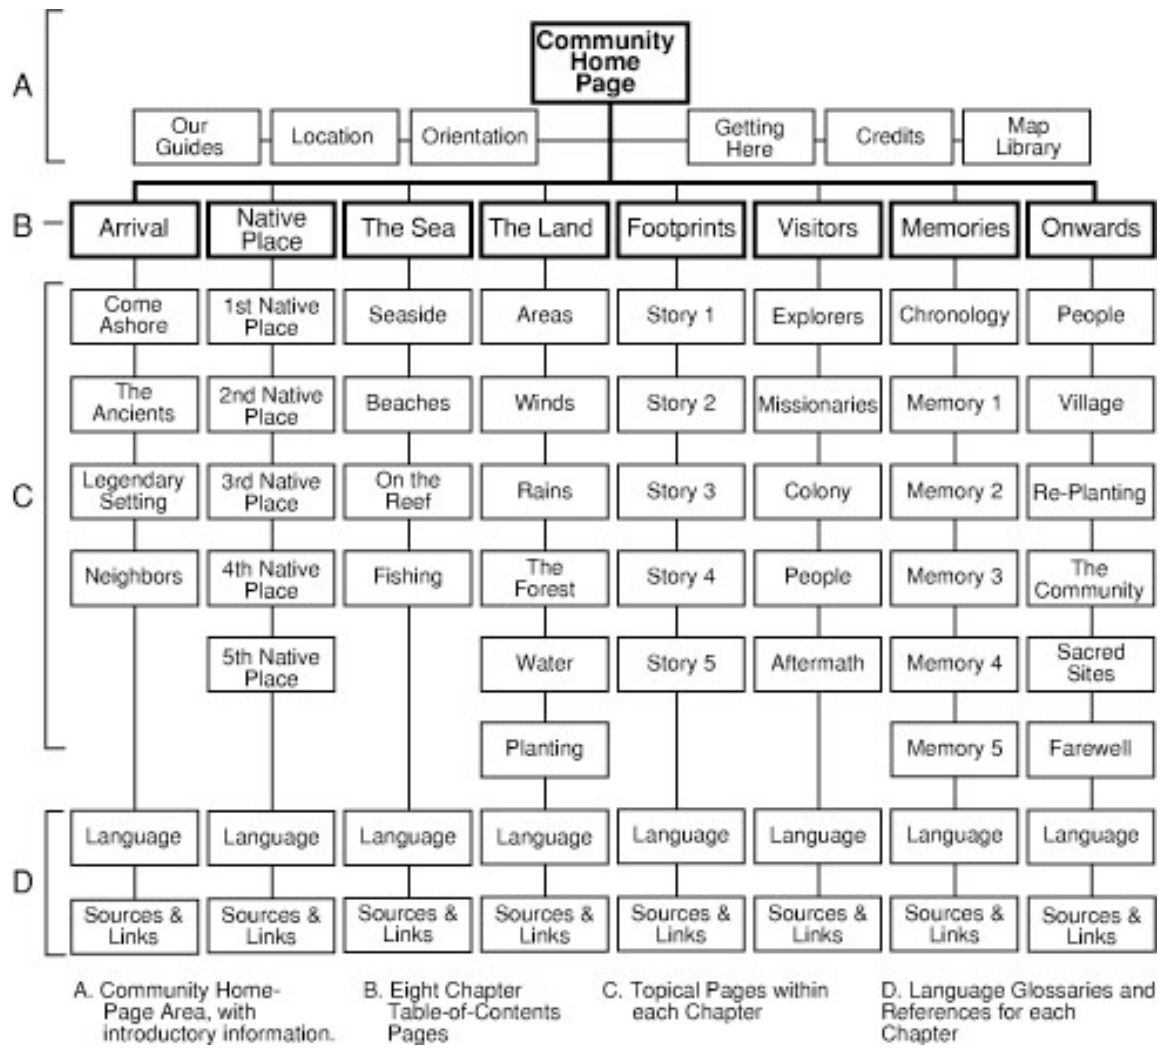 Community
Home
Page
A
Our
Guides
Location
Orientation
Getting
Here
Credits
Map
Library
B
Arrival
Native
Place
The Sea
The Land
Footprints
Visitors
Memories
Onwards
C
Come
Ashore
1st Native
Place
Seaside
Areas
Story 1
Explorers
Chronology
People
The
Ancients
2nd Native
Place
Beaches
Winds
Story 2
Missionaries
Memory 1
Village
Legendary
Setting
3rd Native
Place
On the
Reef
Rains
Story 3
Colony
Memory 2
Re-Planting
Neighbors
4th Native
Place
Fishing
The
Forest
Story 4
People
Memory 3
The
Community
5th Native
Place
Water
Story 5
Aftermath
Memory 4
Sacred
Sites
Planting
Memory 5
Farewell
D
Language
Language
Language
Language
Language
Language
Language
Language
Sources &
Links
Sources &
Links
Sources &
Links
Sources &
Links
Sources &
Links
Sources &
Links
Sources &
Links
Sources &
Links
A. Community Home-
Page Area, with
introductory information.
B. Eight Chapter
Table-of-Contents
Pages
C. Topical Pages within
each Chapter
D. Language Glossaries and
References for each
Chapter